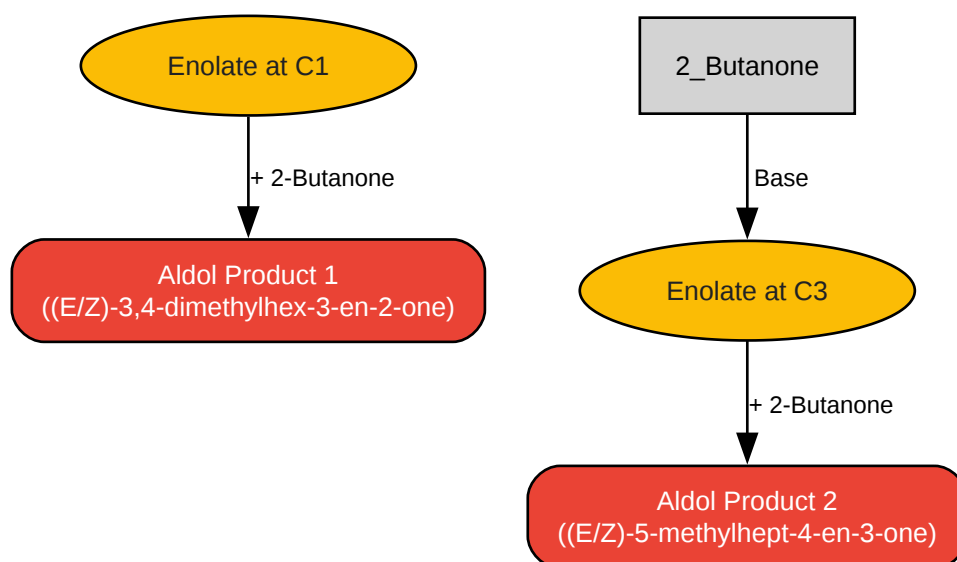 Enolate at C1
2_Butanone
+ 2-Butanone
Base
Aldol Product 1
((E/Z)-3,4-dimethylhex-3-en-2-one)
Enolate at C3
+ 2-Butanone
Aldol Product 2
((E/Z)-5-methylhept-4-en-3-one)